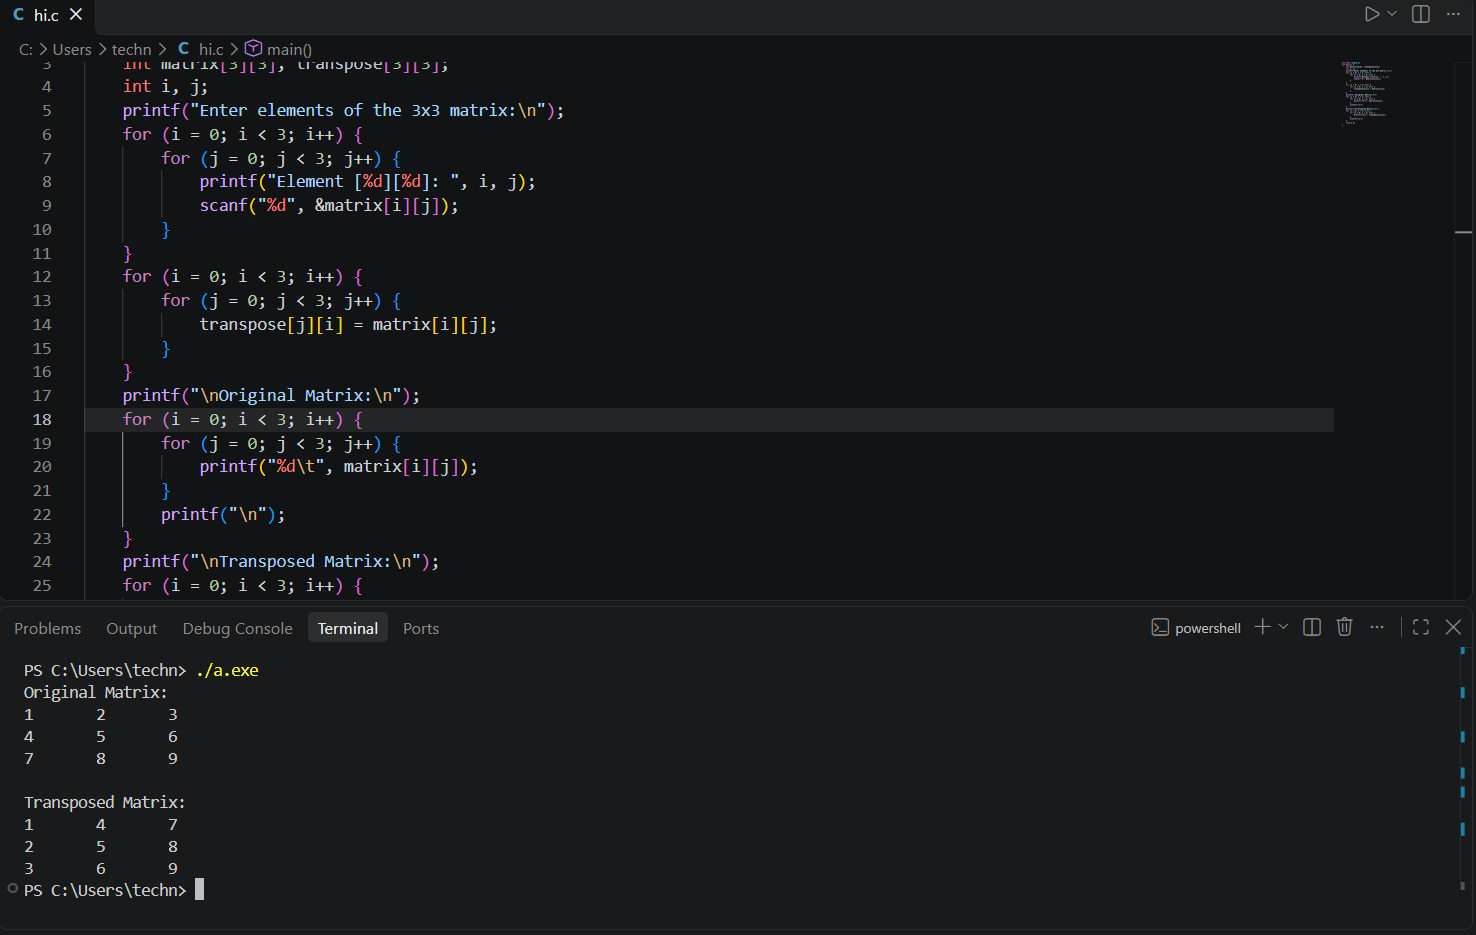 C hi.c
C: > Users > techn > C hi.c > main()
3 int matrix[3][3], transpose[3][3];
4 int i, j;
5 printf("Enter elements of the 3x3 matrix:\n");
6 for (i = 0; i < 3; i++) {
7 for (j = 0; j < 3; j++) {
8 printf("Element [%d][%d]: ", i, j);
9 scanf("%d", &matrix[i][j]);
10 }
11 }
12 for (i = 0; i < 3; i++) {
13 for (j = 0; j < 3; j++) {
14 transpose[j][i] = matrix[i][j];
15 }
16 }
17 printf("\nOriginal Matrix:\n");
18 for (i = 0; i < 3; i++) {
19 for (j = 0; j < 3; j++) {
20 printf("%d\t", matrix[i][j]);
21 }
22 printf("\n");
23 }
24 printf("\nTransposed Matrix:\n");
25 for (i = 0; i < 3; i++) {
Problems Output Debug Console Terminal Ports powershell
PS C:\Users\techn> ./a.exe
Original Matrix:
1 2 3
4 5 6
7 8 9
Transposed Matrix:
1 4 7
2 5 8
3 6 9
PS C:\Users\techn>